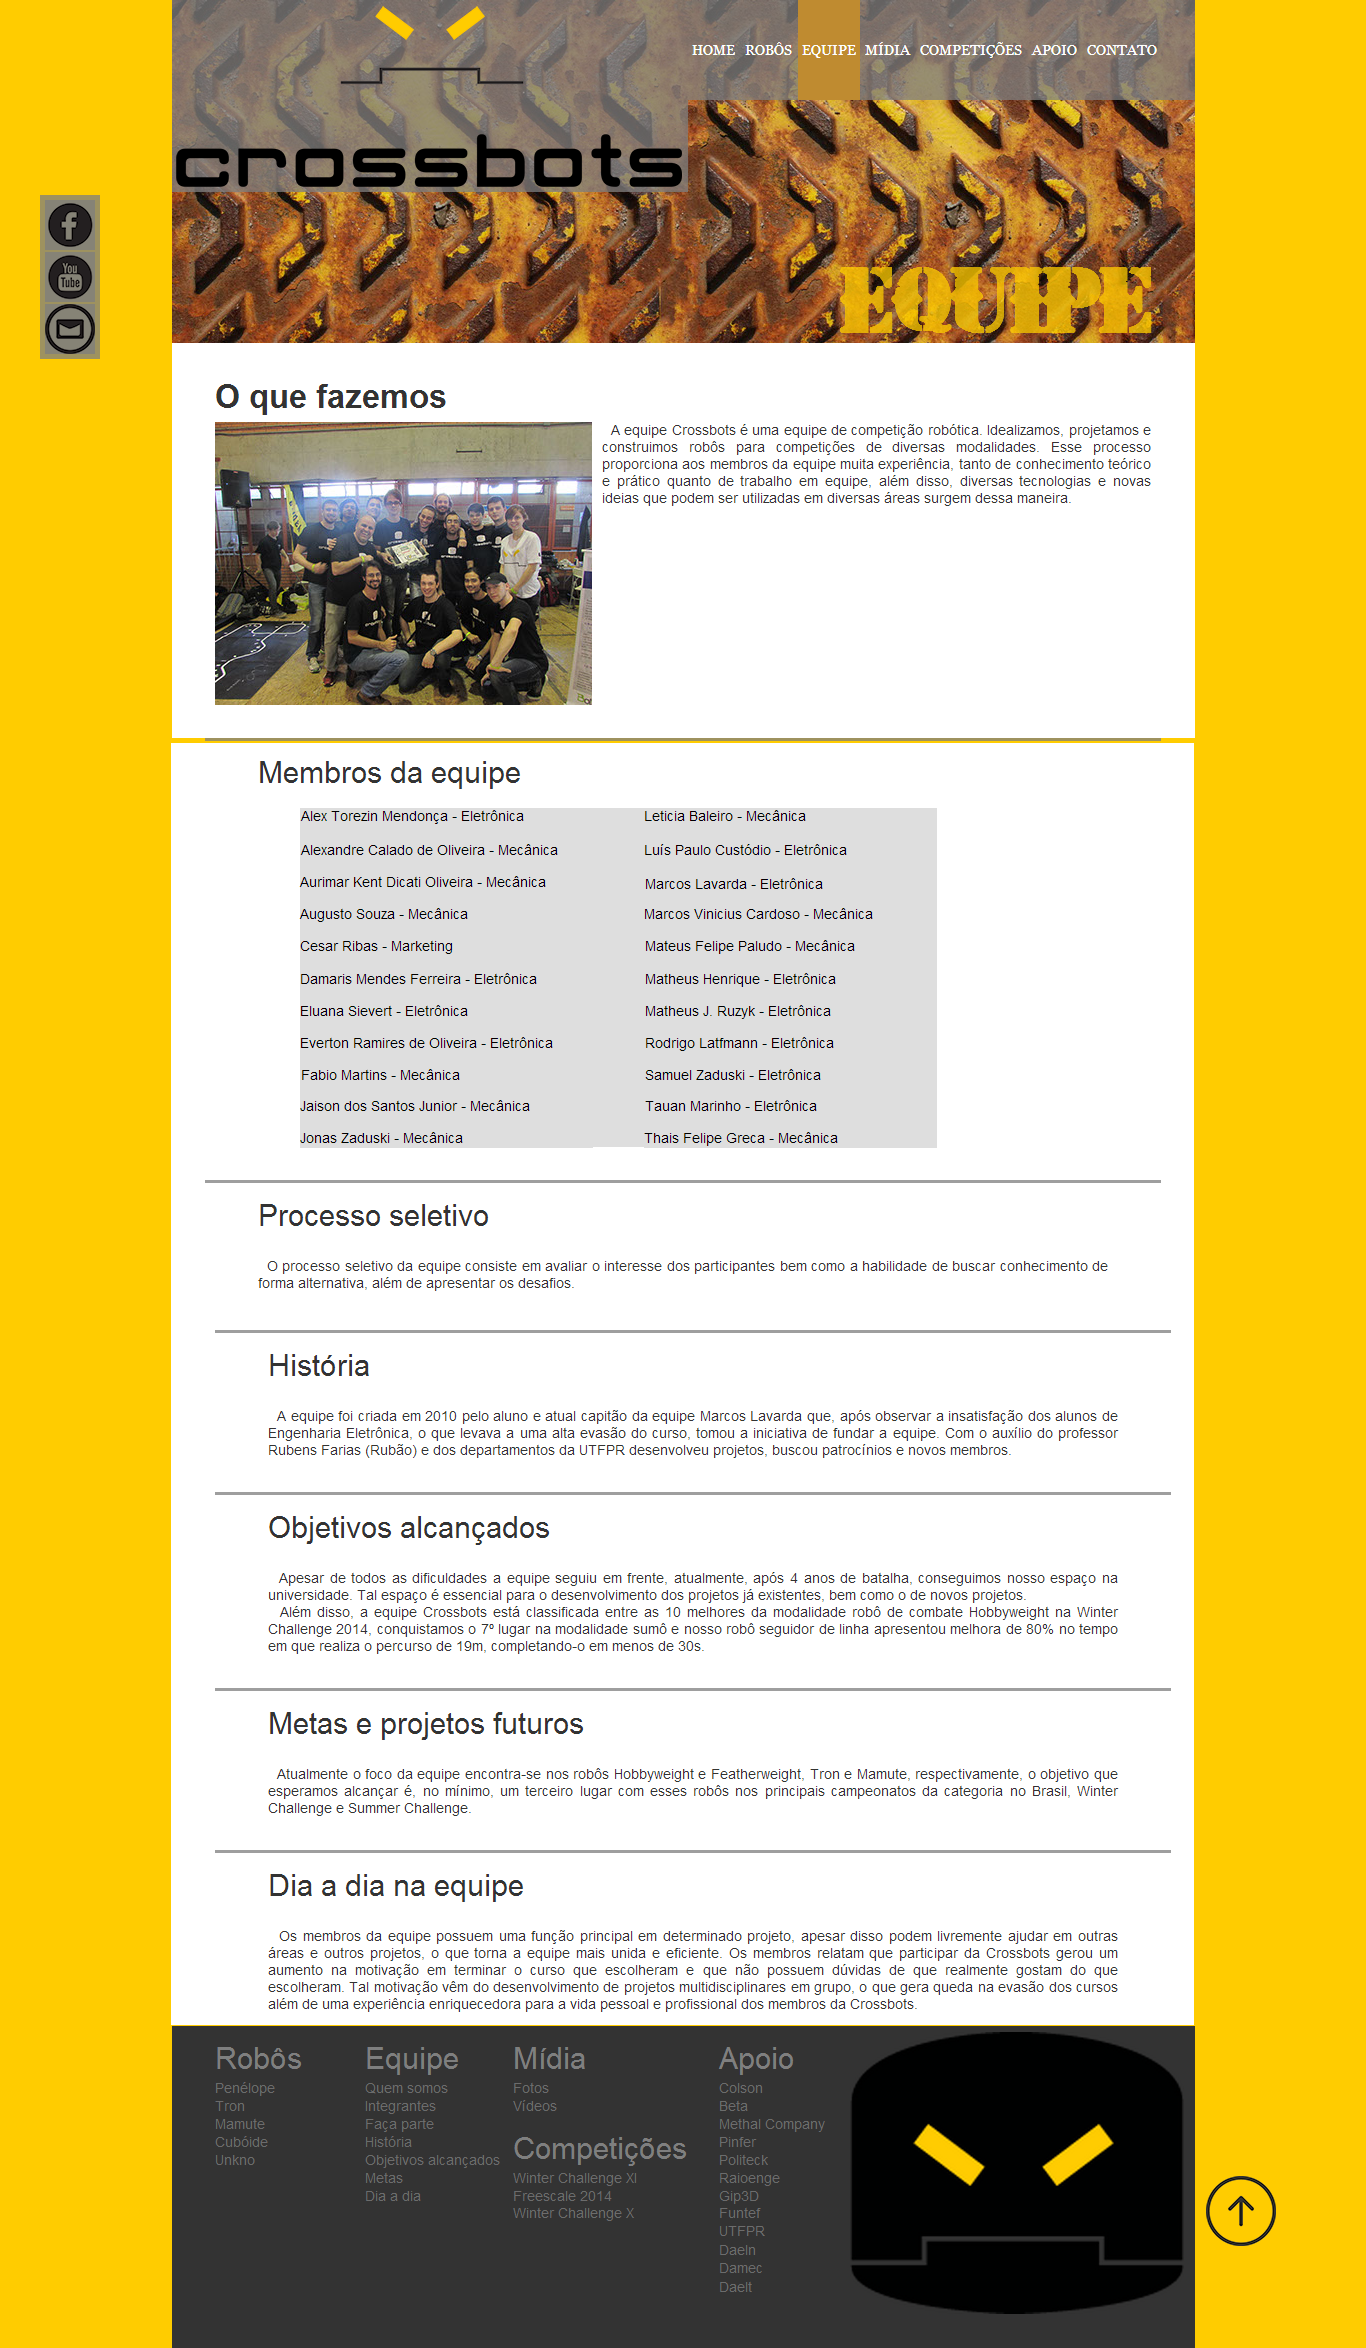 HOME ROBÔS EQUIPE MÍDIA COMPETIÇÕES APOIO CONTATO
crossbots
You
Tube
EQUIPE
O que fazemos
A equipe Crossbots é uma equipe de competição robótica. Idealizamos, projetamos e
construimos robôs para competições de diversas modalidades. Esse processo
proporciona aos membros da equipe muita experiência, tanto de conhecimento teórico
e prático quanto de trabalho em equipe, além disso, diversas tecnologias e novas
ideias que podem ser utilizadas em diversas áreas surgem dessa maneira.
Membros da equipe
Alex Torezin Mendonça - Eletrônica
Alexandre Calado de Oliveira - Mecânica
Aurimar Kent Dicati Oliveira - Mecânica
Augusto Souza - Mecânica
Cesar Ribas - Marketing
Damaris Mendes Ferreira - Eletrônica
Eluana Sievert - Eletrônica
Everton Ramires de Oliveira - Eletrônica
Fabio Martins - Mecânica
Jaison dos Santos Junior - Mecânica
Jonas Zaduski - Mecânica
Leticia Baleiro - Mecânica
Luís Paulo Custódio - Eletrônica
Marcos Lavarda - Eletrônica
Marcos Vinicius Cardoso - Mecânica
Mateus Felipe Paludo - Mecânica
Matheus Henrique - Eletrônica
Matheus J. Ruzyk - Eletrônica
Rodrigo Latfmann - Eletrônica
Samuel Zaduski - Eletrônica
Tauan Marinho - Eletrônica
Thais Felipe Greca - Mecânica
Processo seletivo
O processo seletivo da equipe consiste em avaliar o interesse dos participantes bem como a habilidade de buscar conhecimento de
forma alternativa, além de apresentar os desafios.
História
A equipe foi criada em 2010 pelo aluno e atual capitão da equipe Marcos Lavarda que, após observar a insatisfação dos alunos de
Engenharia Eletrônica, o que levava a uma alta evasão do curso, tomou a iniciativa de fundar a equipe. Com o auxílio do professor
Rubens Farias (Rubão) e dos departamentos da UTFPR desenvolveu projetos, buscou patrocínios e novos membros.
Objetivos alcançados
Apesar de todos as dificuldades a equipe seguiu em frente, atualmente, após 4 anos de batalha, conseguimos nosso espaço na
universidade. Tal espaço é essencial para o desenvolvimento dos projetos já existentes, bem como o de novos projetos.
Além disso, a equipe Crossbots está classificada entre as 10 melhores da modalidade robô de combate Hobbyweight na Winter
Challenge 2014, conquistamos o 7º lugar na modalidade sumô e nosso robô seguidor de linha apresentou melhora de 80% no tempo
em que realiza o percurso de 19m, completando-o em menos de 30s.
Metas e projetos futuros
Atualmente o foco da equipe encontra-se nos robôs Hobbyweight e Featherweight, Tron e Mamute, respectivamente, o objetivo que
esperamos alcançar é, no mínimo, um terceiro lugar com esses robôs nos principais campeonatos da categoria no Brasil, Winter
Challenge e Summer Challenge.
Dia a dia na equipe
Os membros da equipe possuem uma função principal em determinado projeto, apesar disso podem livremente ajudar em outras
áreas e outros projetos, o que torna a equipe mais unida e eficiente. Os membros relatam que participar da Crossbots gerou um
aumento na motivação em terminar o curso que escolheram e que não possuem dúvidas de que realmente gostam do que
escolheram. Tal motivação vêm do desenvolvimento de projetos multidisciplinares em grupo, o que gera queda na evasão dos cursos
além de uma experiência enriquecedora para a vida pessoal e profissional dos membros da Crossbots.
Robôs
Penélope
Tron
Mamute
Cubóide
Unkno
Equipe
Quem somos
Integrantes
Faça parte
História
Objetivos alcançados
Metas
Dia a dia
Mídia
Fotos
Vídeos
Competições
Winter Challenge XI
Freescale 2014
Winter Challenge X
Apoio
Colson
Beta
Methal Company
Pinfer
Politeck
Raioenge
Gip3D
Funtef
UTFPR
Daeln
Damec
Daelt